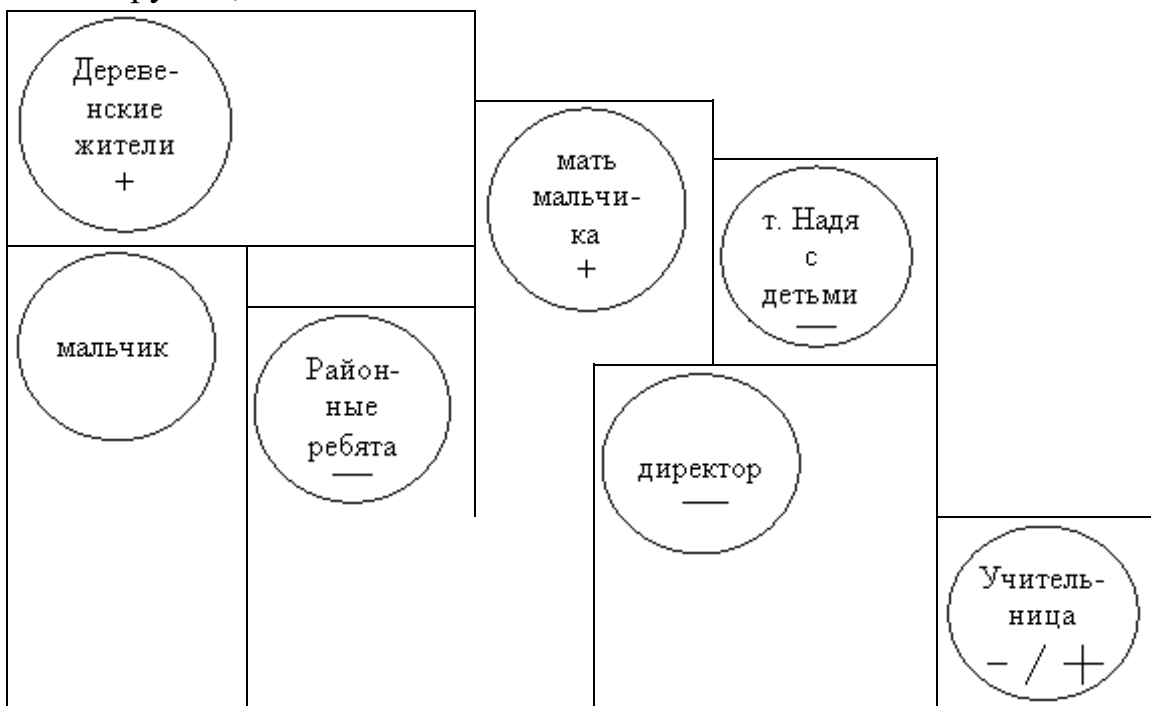 Дереве-
нские
жители
+
мать
мальчи-
ка
+
т. Надя
с
детьми
—
мальчик
Район-
ные
ребята
—
директор
—
Учитель-
ница
- / +